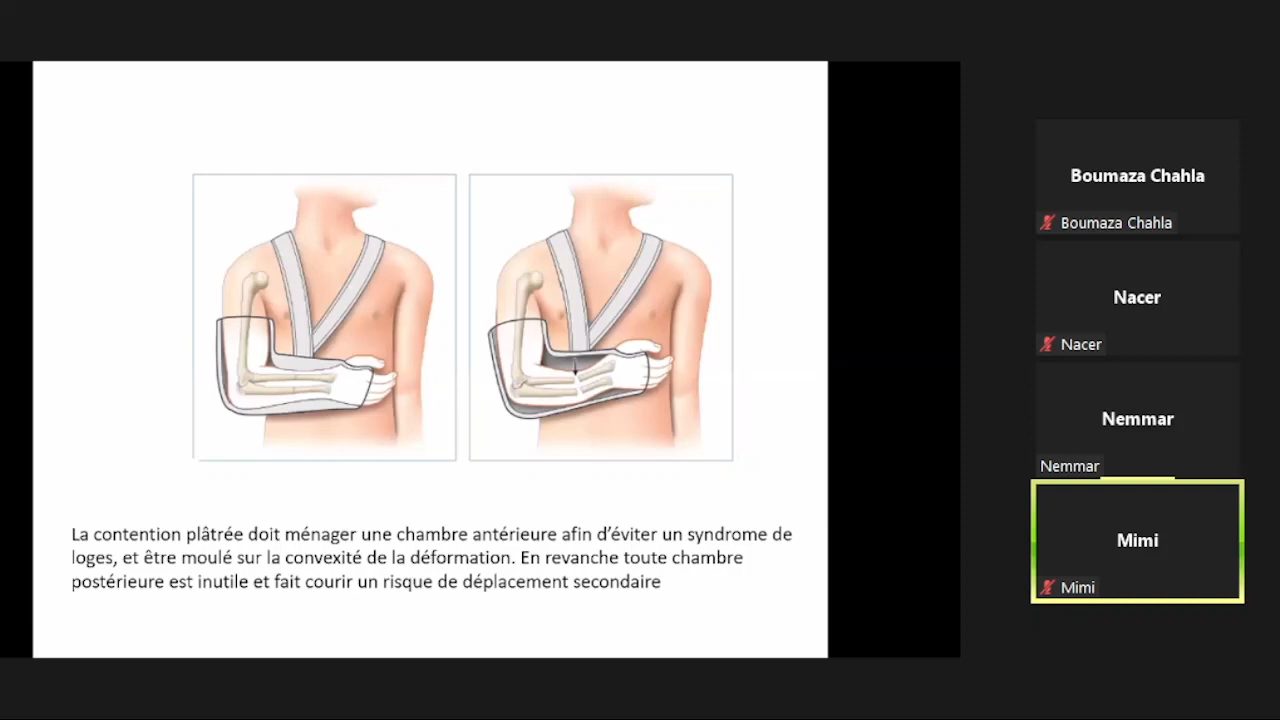 La contention plâtrée doit ménager une chambre antérieure afin d’éviter un syndrome de
loges, et être moulé sur la convexité de la déformation. En revanche toute chambre
postérieure est inutile et fait courir un risque de déplacement secondaire
Boumaza Chahla
Boumaza Chahla
Nacer
Nacer
Nemmar
Nemmar
Mimi
Mimi